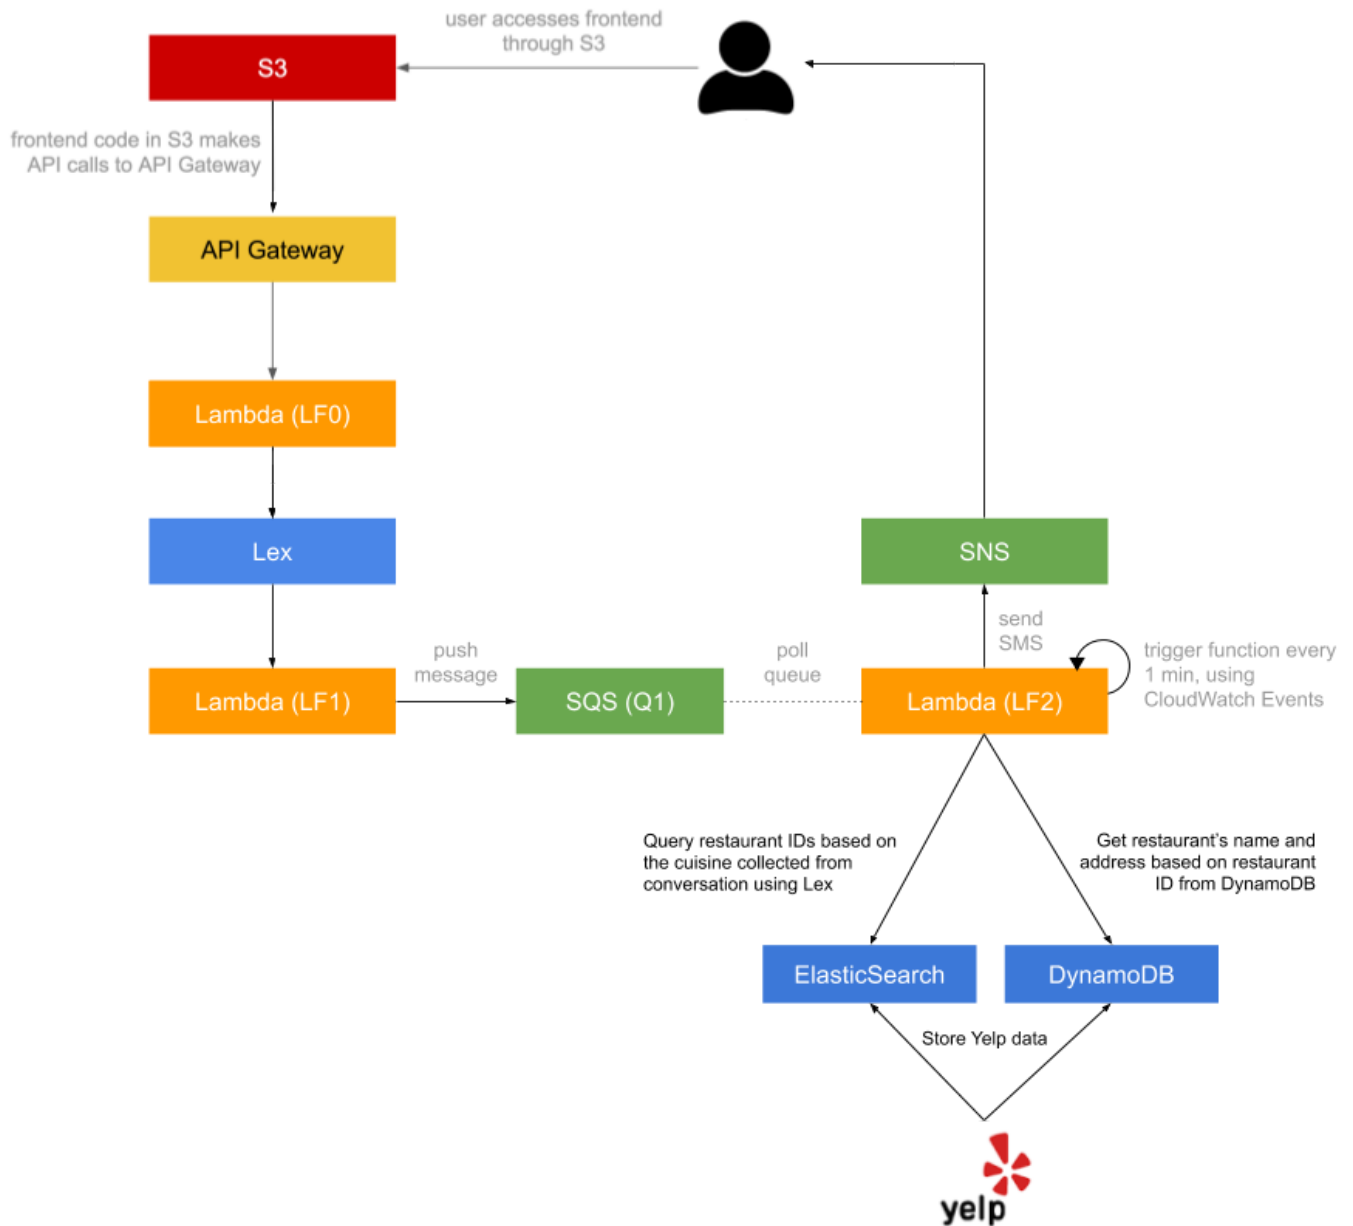 user accesses frontend
through S3
S3
frontend code in S3 makes
API calls to API Gateway
API Gateway
Lambda (LF0)
Lex
SNS
send
SMS
push
message
poll
queue
trigger function every
1 min, using
CloudWatch Events
Lambda (LF1)
SQS (Q1)
Lambda (LF2)
Query restaurant IDs based on
the cuisine collected from
conversation using Lex
Get restaurant's name and
address based on restaurant
ID from DynamoDB
ElasticSearch
DynamoDB
Store Yelp data
yelp